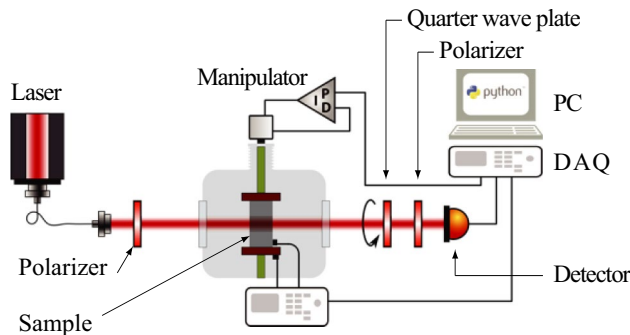 Quarter wave plate
Polarizer
Manipulator
Laser
P
I
D
python
PC
DAQ
Polarizer
Detector
Sample